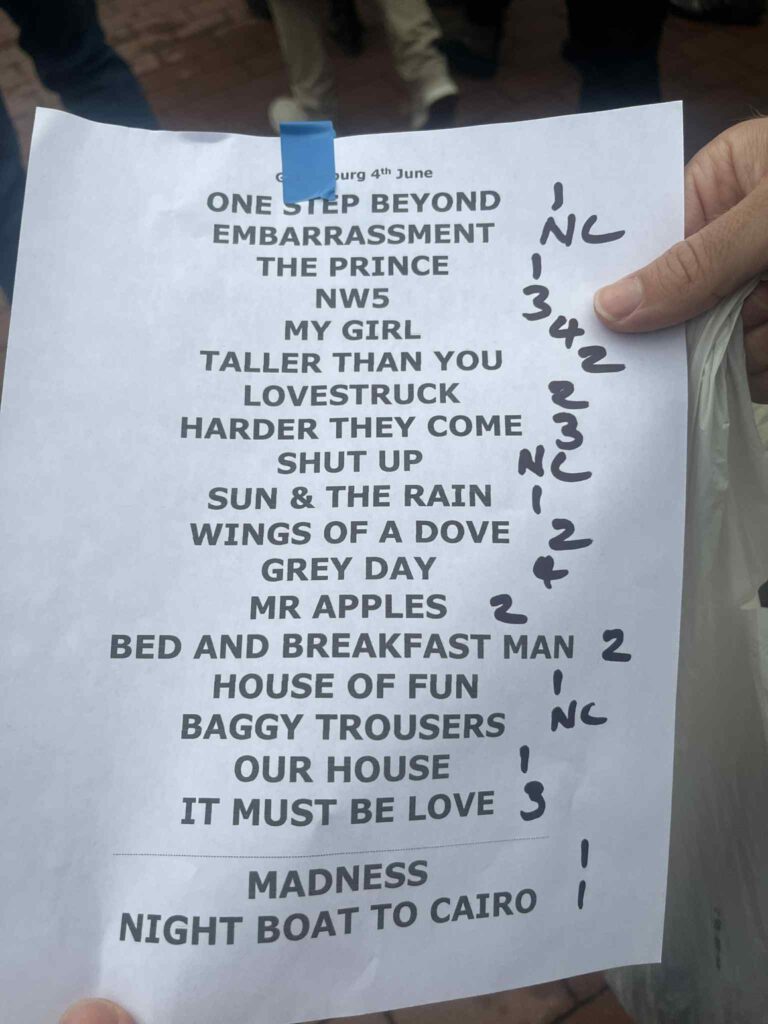 burg 4th June
ONE STEP BEYOND 1
EMBARRASSMENT NC
THE PRINCE 1
NW5 3
MY GIRL 4
TALLER THAN YOU 2
LOVESTRUCK 2
HARDER THEY COME 3
SHUT UP NC
SUN & THE RAIN 1
WINGS OF A DOVE 2
GREY DAY 4
MR APPLES 2
BED AND BREAKFAST MAN 2
HOUSE OF FUN 1
BAGGY TROUSERS NC
OUR HOUSE 1
IT MUST BE LOVE 3
MADNESS 1
NIGHT BOAT TO CAIRO 1